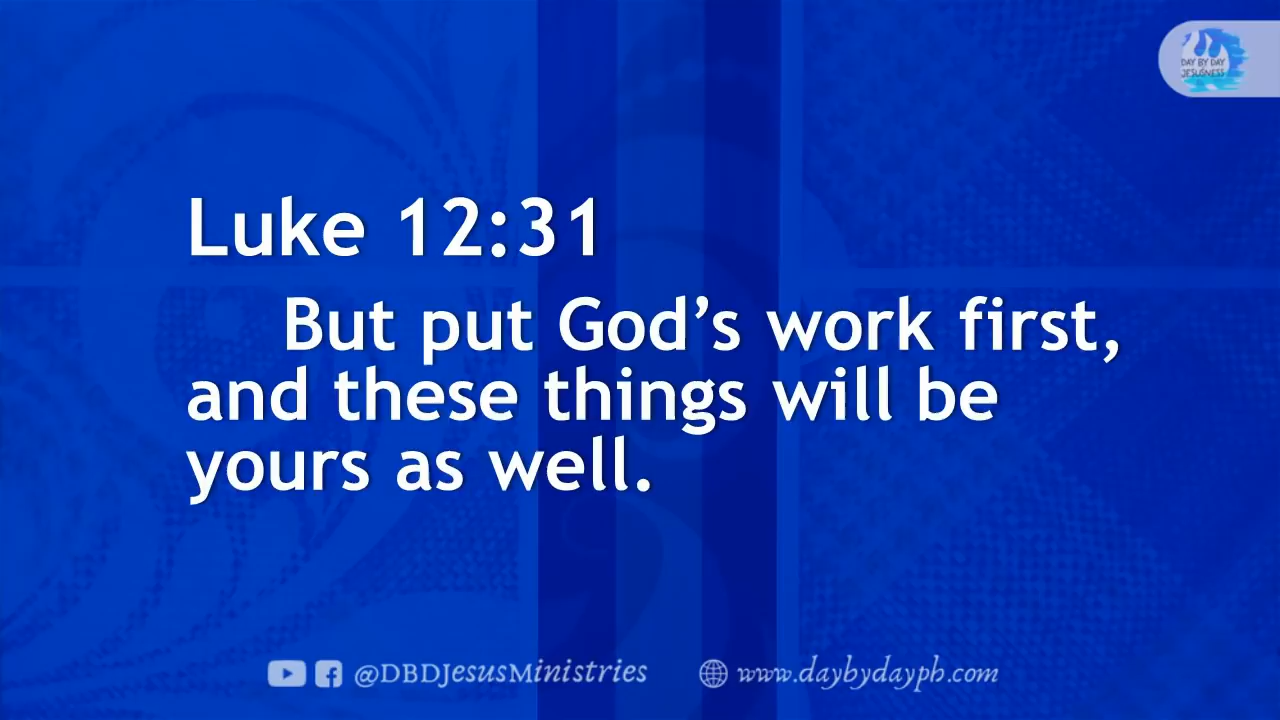 DAY BY DAY
JESUSNESS
Luke 12:31
But put God’s work first,
and these things will be
yours as well.
@DBDJesusMinistries
www.daybydayph.com